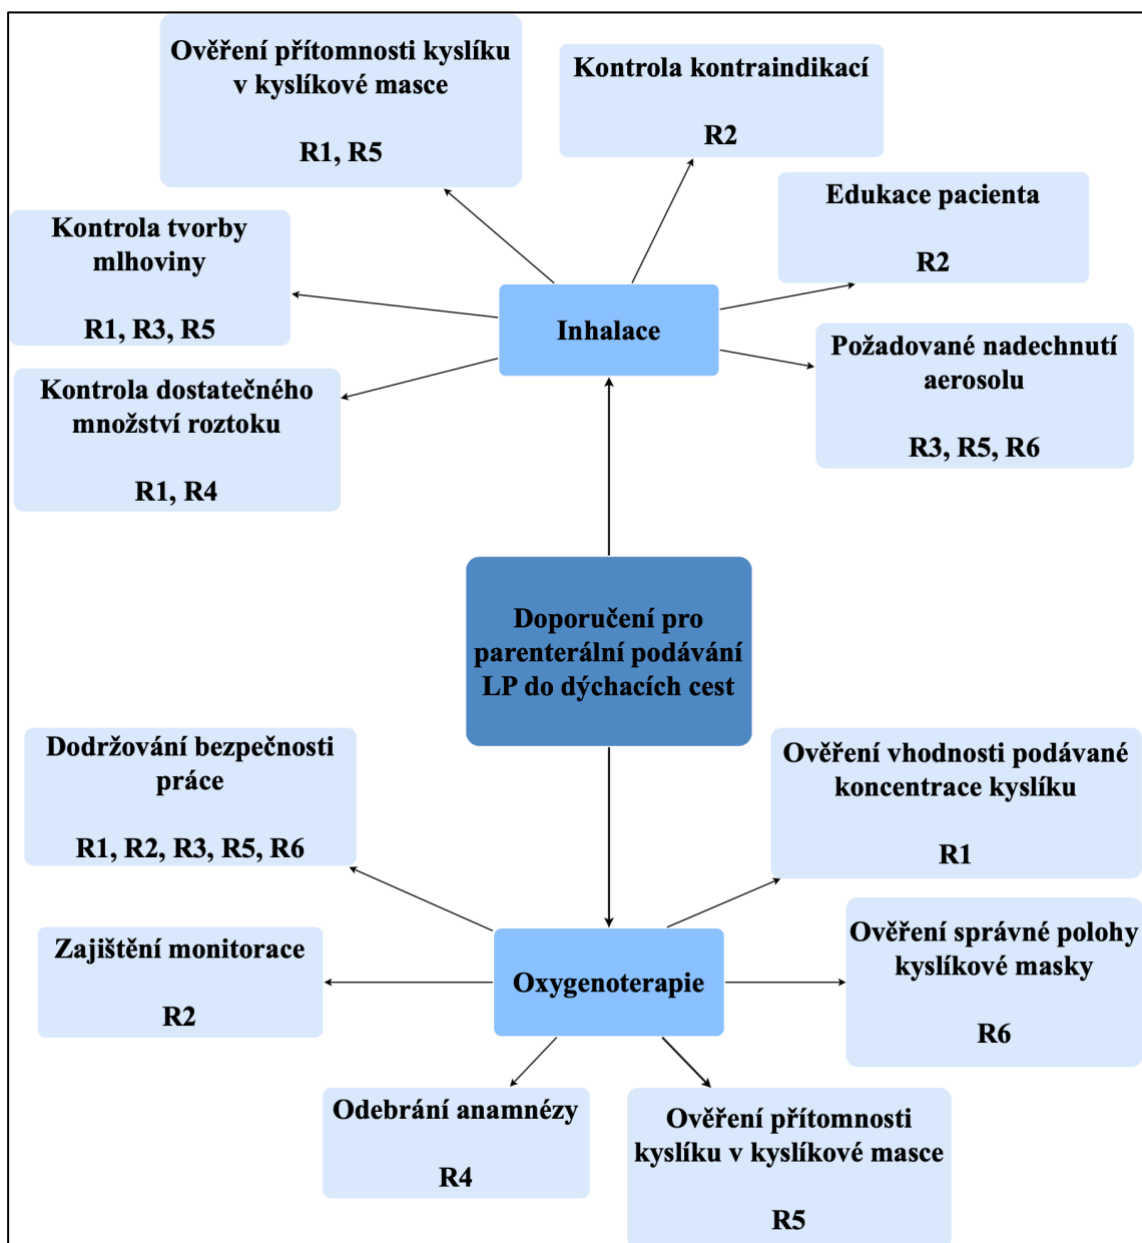 Ověření přítomnosti kyslíku
v kyslíkové masce
R1, R5
Kontrola kontraindikací
R2
Edukace pacienta
R2
Kontrola tvorby
mlhoviny
R1, R3, R5
Inhalace
Požadované nadechnutí
aerosolu
R3, R5, R6
Kontrola dostatečného
množství roztoku
R1, R4
Doporučení pro
parenterální podávání
LP do dýchacích cest
Dodržování bezpečnosti
práce
R1, R2, R3, R5, R6
Ověření vhodnosti podávané
koncentrace kyslíku
R1
Zajištění monitorace
R2
Oxygenoterapie
Ověření správné polohy
kyslíkové masky
R6
Odebrání anamnézy
R4
Ověření přítomnosti
kyslíku v kyslíkové masce
R5